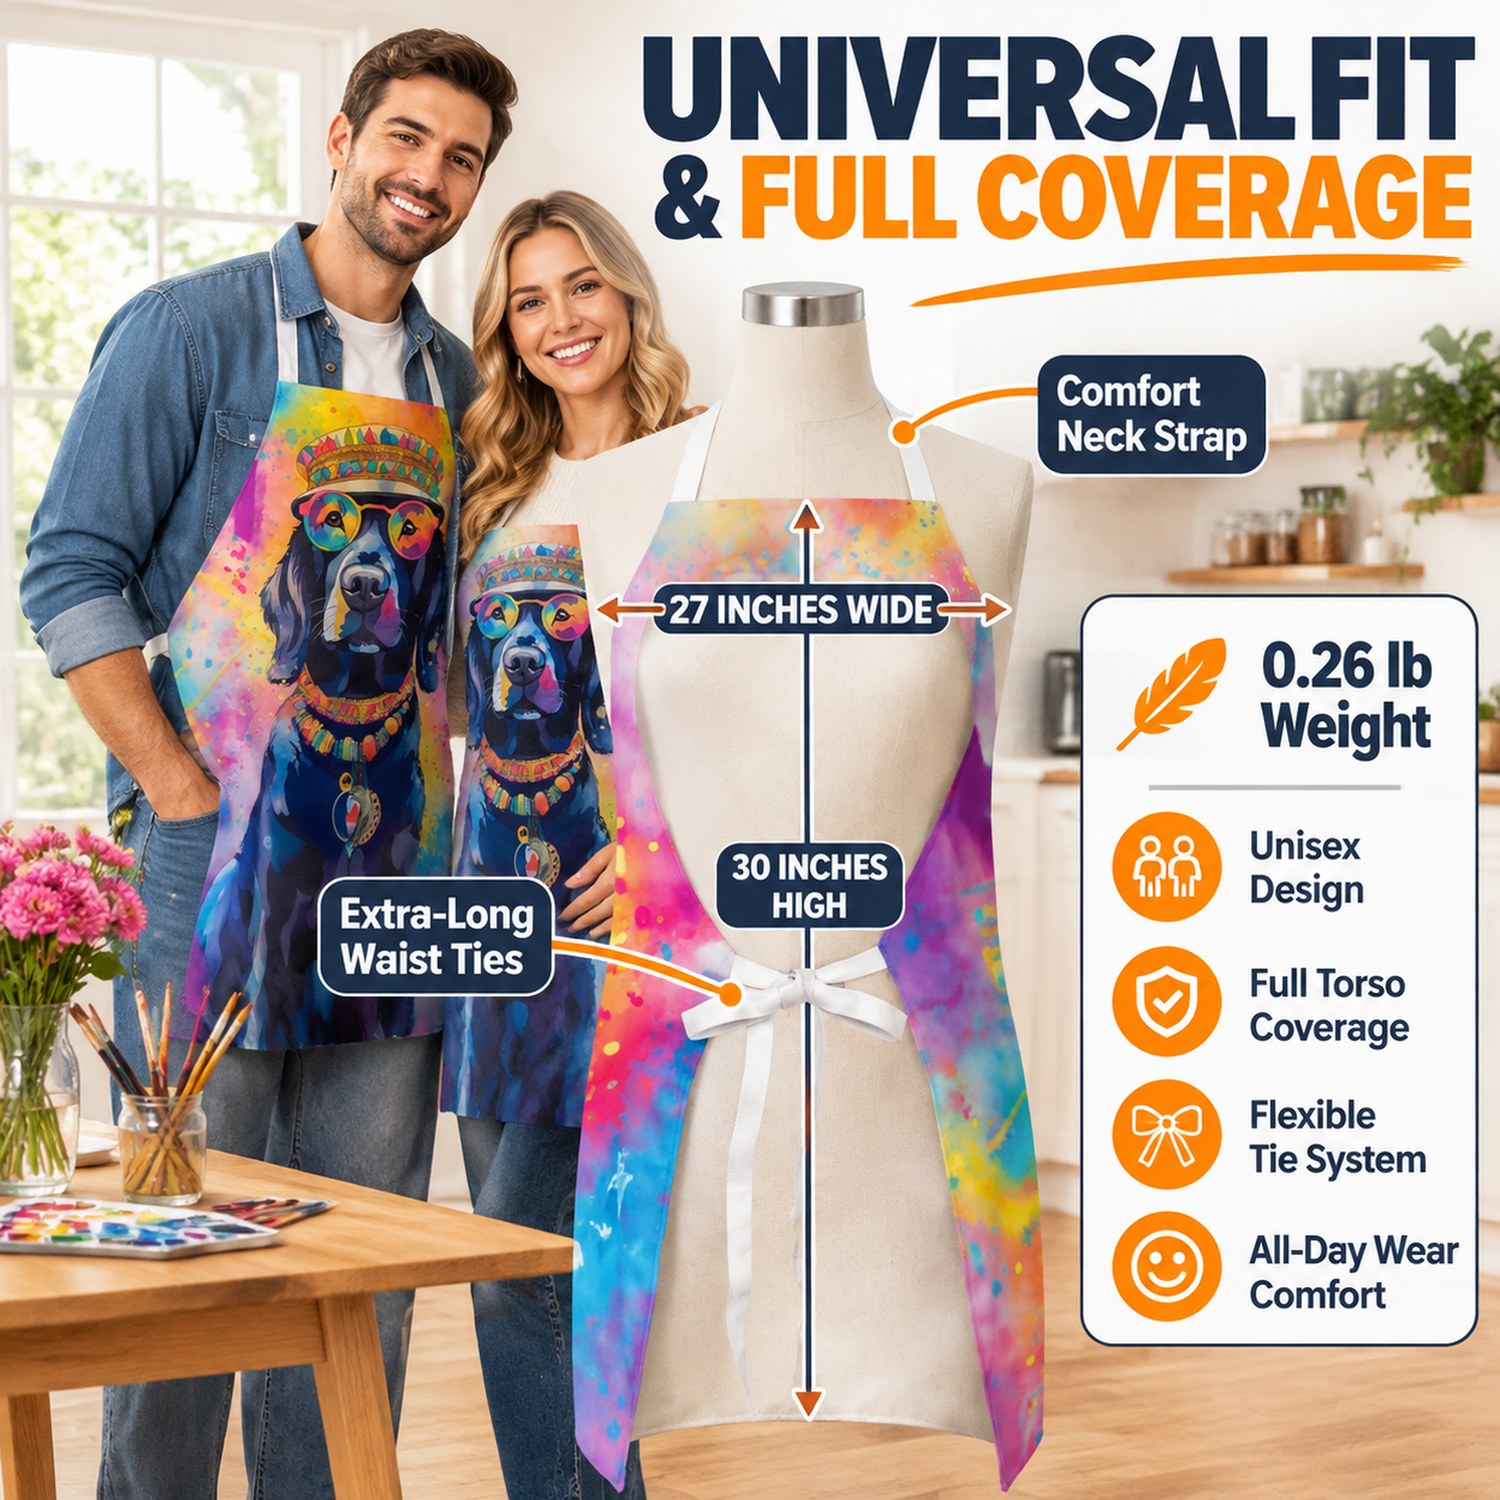 UNIVERSAL FIT
& FULL COVERAGE
Comfort
Neck Strap
27 INCHES WIDE
30 INCHES
HIGH
Extra-Long
Waist Ties
0.26 lb
Weight
Unisex
Design
Full Torso
Coverage
Flexible
Tie System
All-Day Wear
Comfort